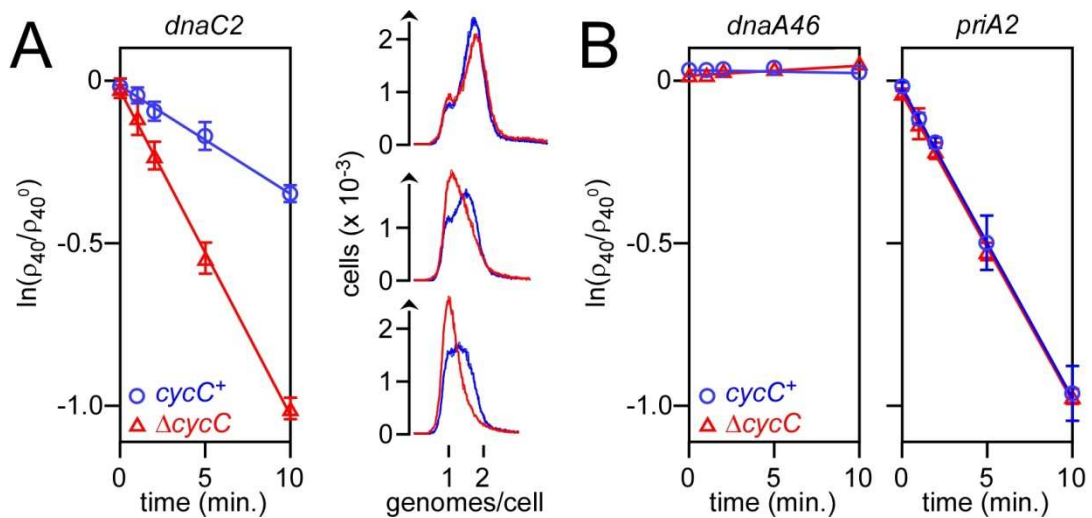 A
dnaC2
ln(ρ40/ρ40⁰)
0
-0.5
-1.0
cycC⁺
ΔcycC
0 5 10
time (min.)
cells (x 10⁻³)
2
1
0
1
0
2
1
0
1 2
genomes/cell
B
dnaA46 priA2
ln(ρ40/ρ40⁰)
0
-0.5
-1.0
cycC⁺
ΔcycC
0 5 10 0 5 10
time (min.) time (min.)